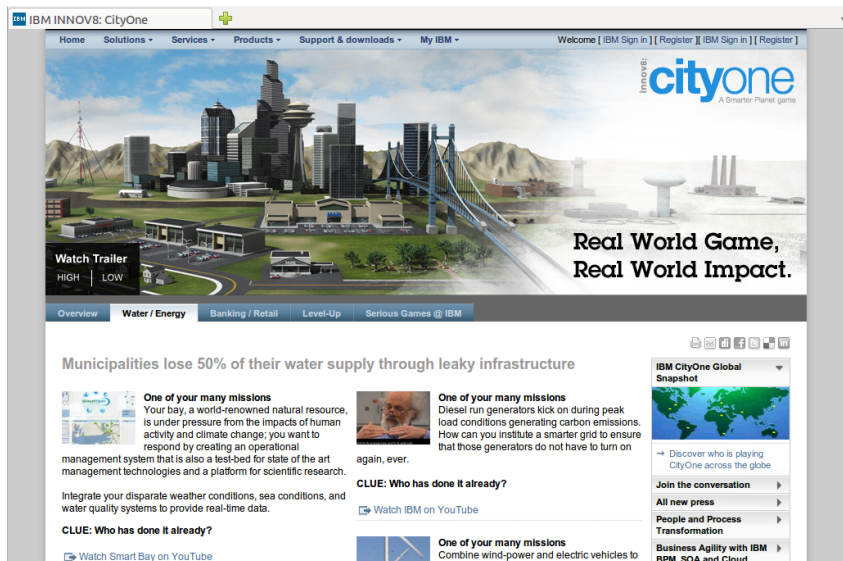 IBM INNOV8: CityOne
Home Solutions Services Products Support & downloads My IBM Welcome [ IBM Sign in ] [ Register ][ IBM Sign in ] [ Register ]
innov8:
cityone
A Smarter Planet game
Real World Game,
Real World Impact.
Watch Trailer
HIGH | LOW
Overview Water / Energy Banking / Retail Level-Up Serious Games @ IBM
Municipalities lose 50% of their water supply through leaky infrastructure
One of your many missions
Your bay, a world-renowned natural resource,
is under pressure from the impacts of human
activity and climate change; you want to
respond by creating an operational
management system that is also a test-bed for state of the art
management technologies and a platform for scientific research.
Integrate your disparate weather conditions, sea conditions, and
water quality systems to provide real-time data.
CLUE: Who has done it already?
Watch Smart Bay on YouTube
One of your many missions
Diesel run generators kick on during peak
load conditions generating carbon emissions.
How can you institute a smarter grid to ensure
that those generators do not have to turn on
again, ever.
CLUE: Who has done it already?
Watch IBM on YouTube
One of your many missions
Combine wind-power and electric vehicles to
IBM CityOne Global
Snapshot
Discover who is playing
CityOne across the globe
Join the conversation
All new press
People and Process
Transformation
Business Agility with IBM
BPM, SOA and Cloud